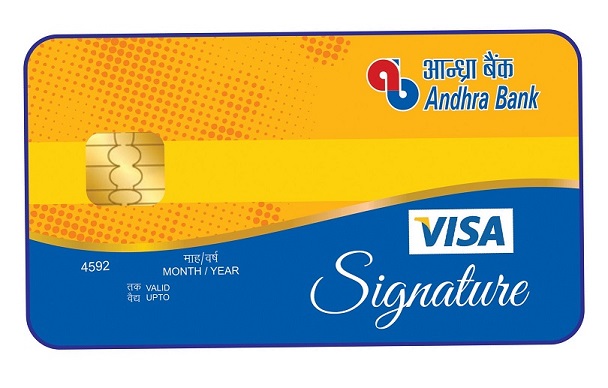 आन्ध्रा बैंक
Andhra Bank
VISA
Signature
4592
माह/वर्ष
MONTH / YEAR
तक VALID
वैद्य UPTO